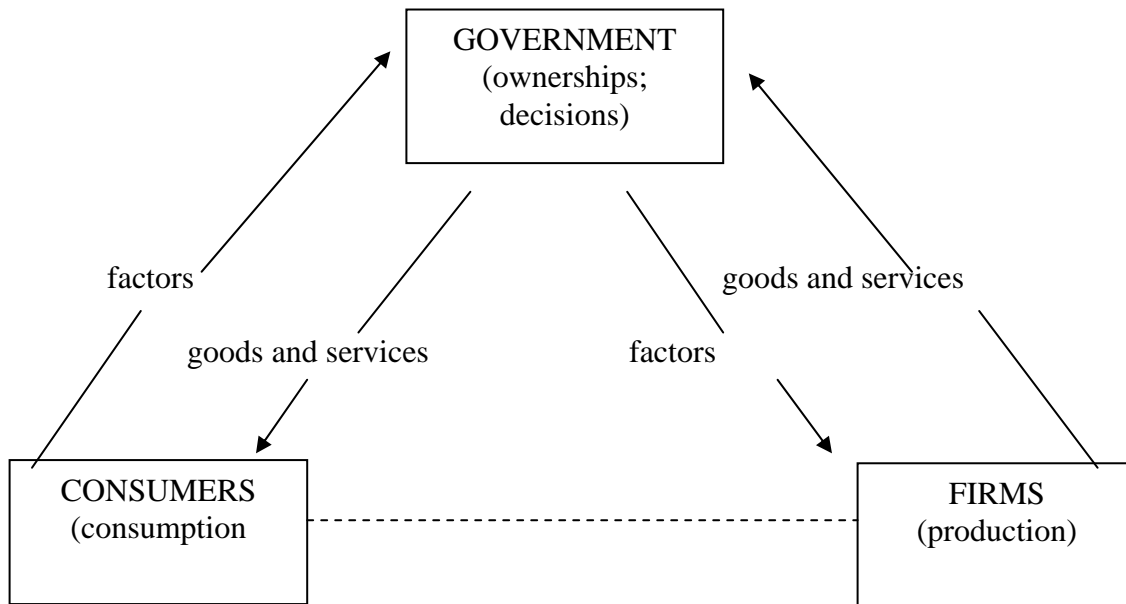 GOVERNMENT
(ownerships;
decisions)
factors
goods and services
goods and services
factors
CONSUMERS
(consumption
FIRMS
(production)